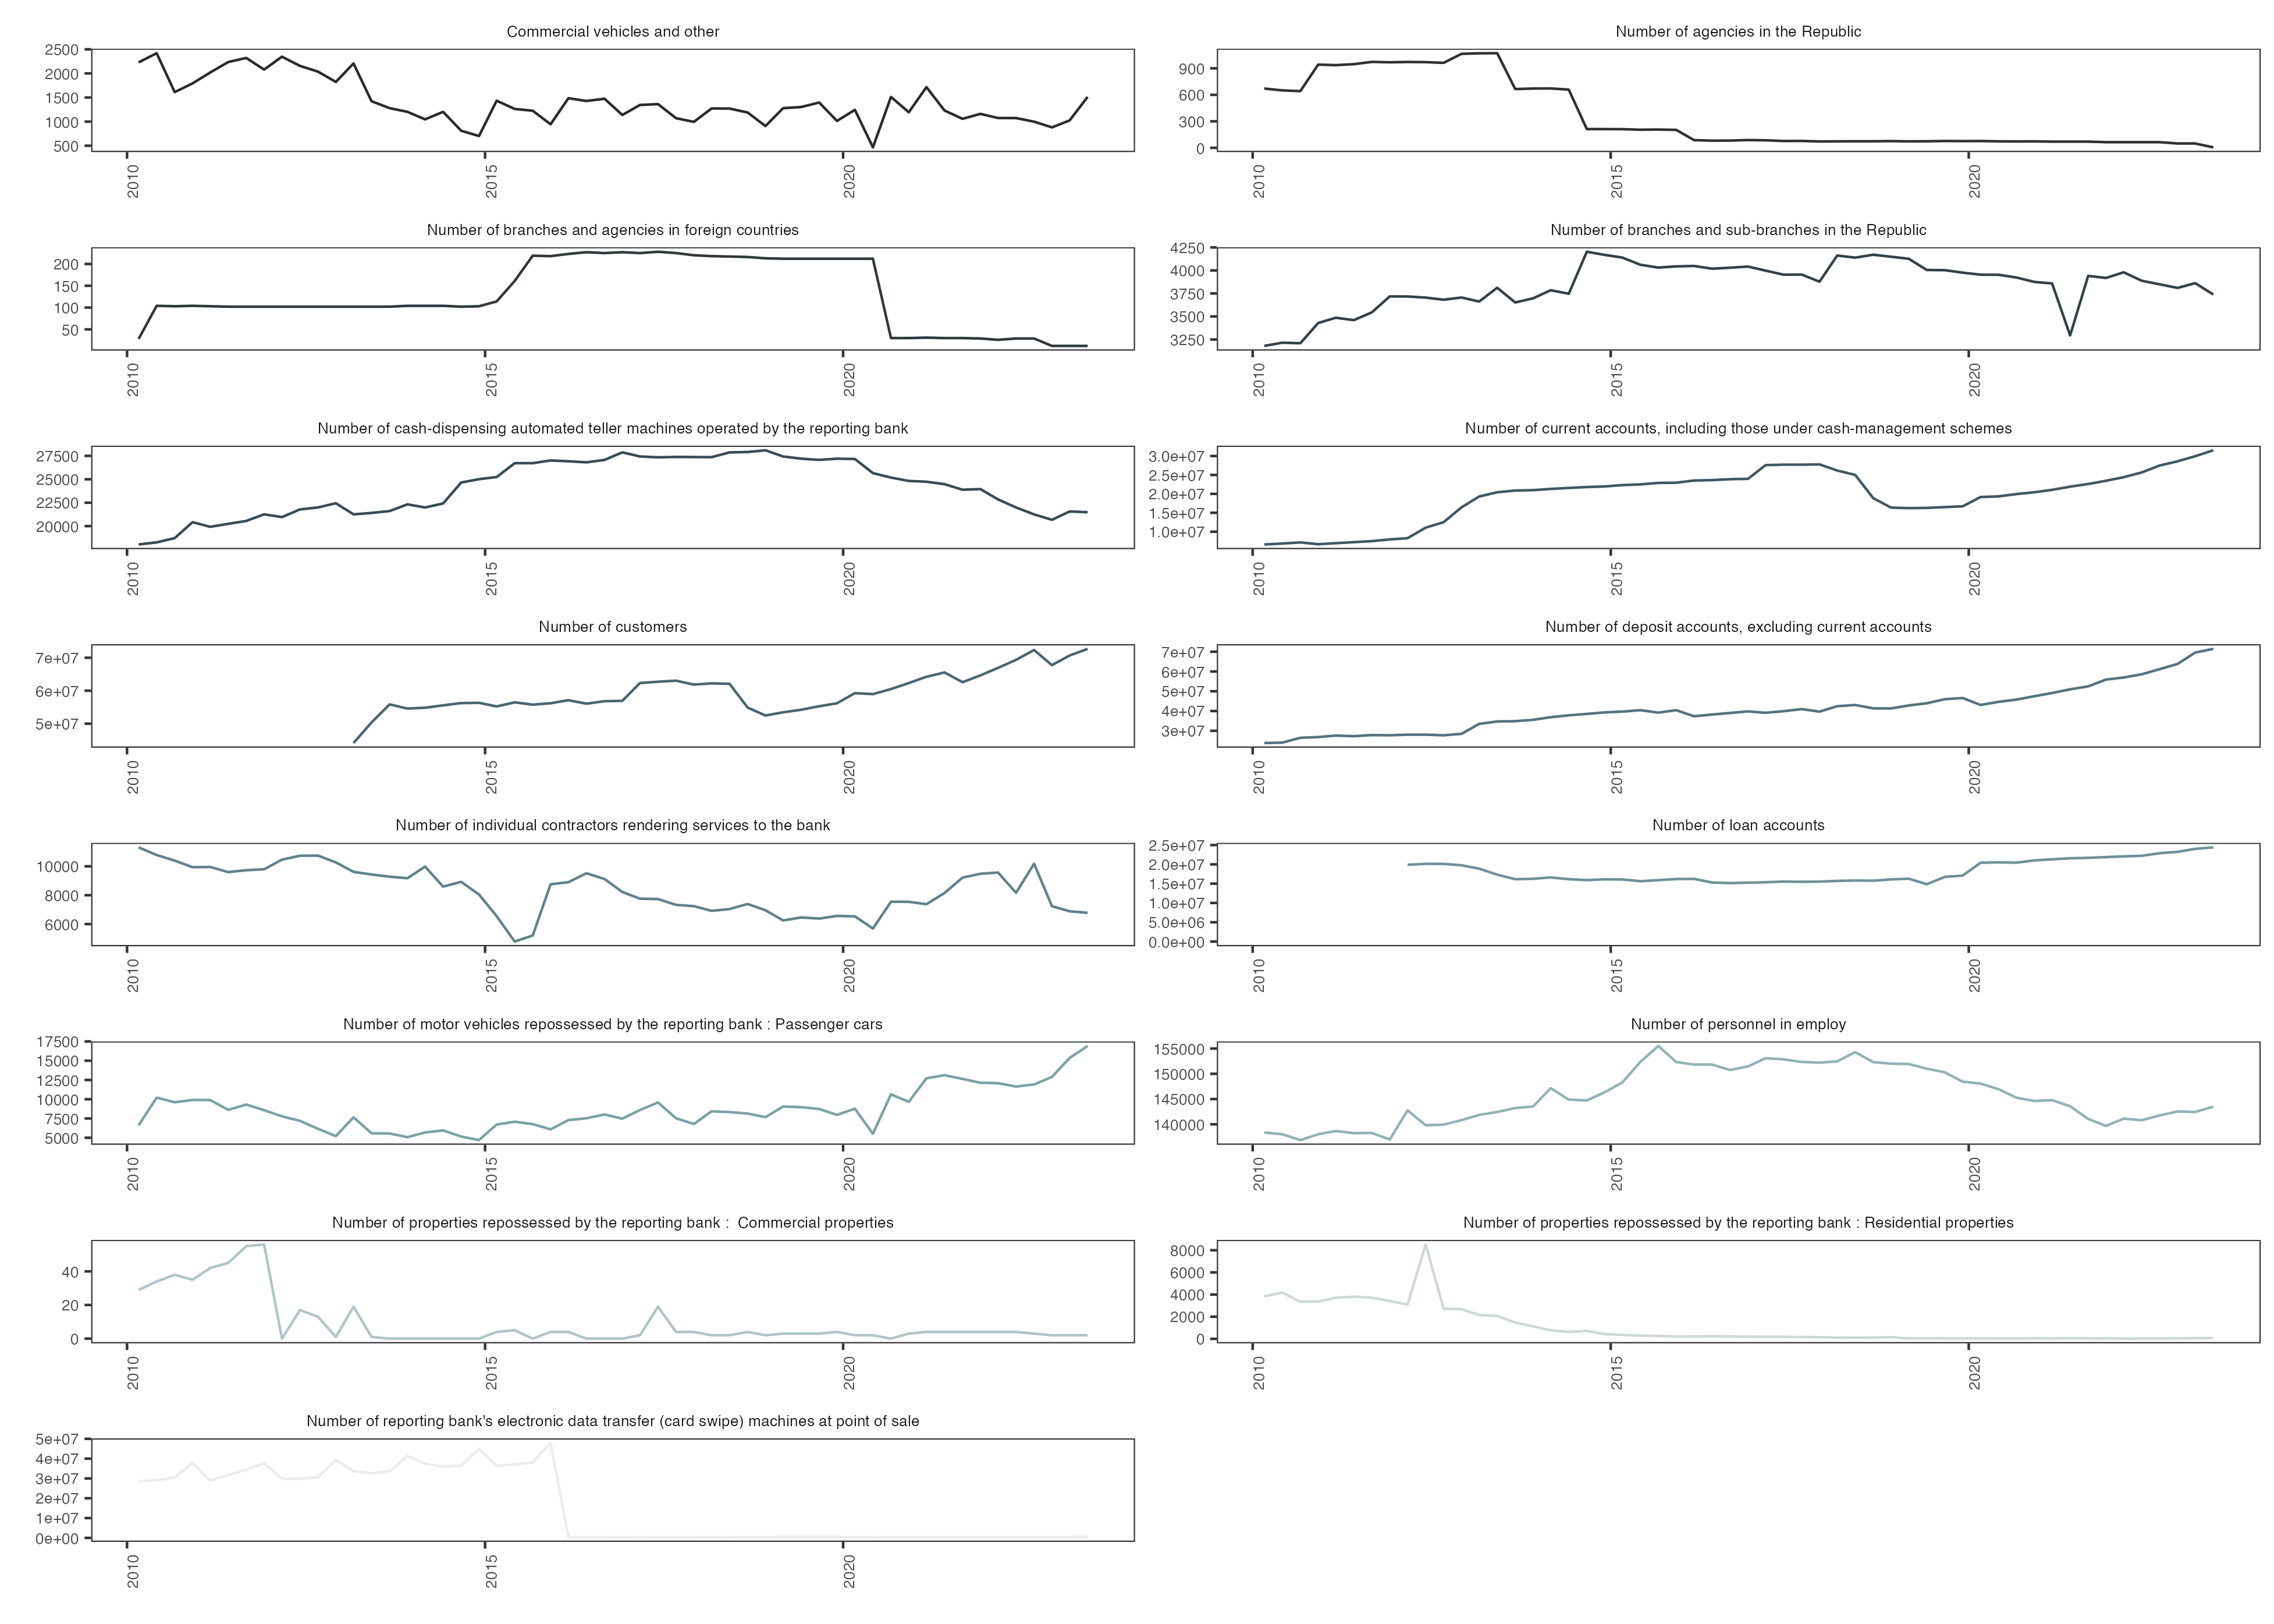 Commercial vehicles and other
2500
2000
1500
1000
500
2010
2015
2020
Number of agencies in the Republic
900
600
300
0
2010
2015
2020
Number of branches and agencies in foreign countries
200
150
100
50
2010
2015
2020
Number of branches and sub-branches in the Republic
4250
4000
3750
3500
3250
2010
2015
2020
Number of cash-dispensing automated teller machines operated by the reporting bank
27500
25000
22500
20000
2010
2015
2020
Number of current accounts, including those under cash-management schemes
3.0e+07
2.5e+07
2.0e+07
1.5e+07
1.0e+07
2010
2015
2020
Number of customers
7e+07
6e+07
5e+07
2010
2015
2020
Number of deposit accounts, excluding current accounts
7e+07
6e+07
5e+07
4e+07
3e+07
2010
2015
2020
Number of individual contractors rendering services to the bank
10000
8000
6000
2010
2015
2020
Number of loan accounts
2.5e+07
2.0e+07
1.5e+07
1.0e+07
5.0e+06
0.0e+00
2010
2015
2020
Number of motor vehicles repossessed by the reporting bank : Passenger cars
17500
15000
12500
10000
7500
5000
2010
2015
2020
Number of personnel in employ
155000
150000
145000
140000
2010
2015
2020
Number of properties repossessed by the reporting bank :  Commercial properties
40
20
0
2010
2015
2020
Number of properties repossessed by the reporting bank : Residential properties
8000
6000
4000
2000
0
2010
2015
2020
Number of reporting bank's electronic data transfer (card swipe) machines at point of sale
5e+07
4e+07
3e+07
2e+07
1e+07
0e+00
2010
2015
2020